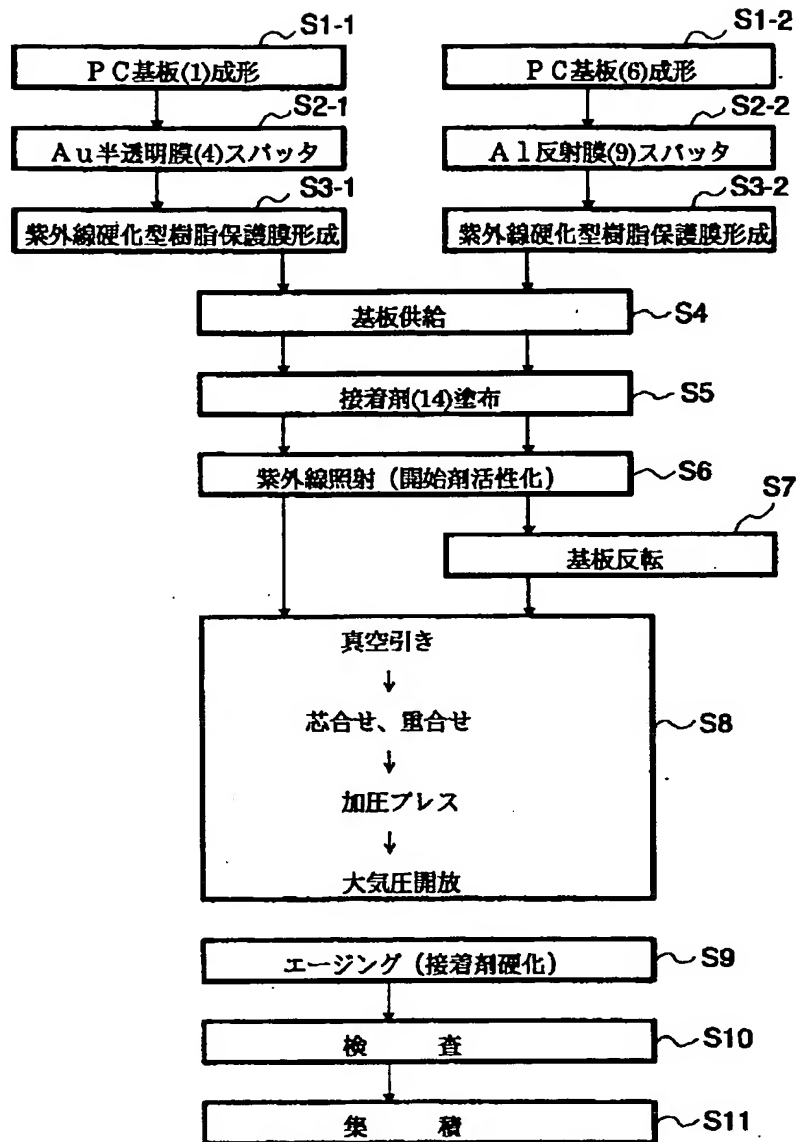 S1-1
PC基板(1)成形
S1-2
PC基板(6)成形
S2-1
Au半透明膜(4)スパッタ
S2-2
Al反射膜(9)スパッタ
S3-1
紫外線硬化型樹脂保護膜形成
S3-2
紫外線硬化型樹脂保護膜形成
基板供給
S4
接着剤(14)塗布
S5
紫外線照射(開始剤活性化)
S6
S7
基板反転
真空引き
↓
芯合せ、重合せ
↓
加圧プレス
↓
大気圧開放
S8
エージング(接着剤硬化)
S9
検 査
S10
集 積
S11